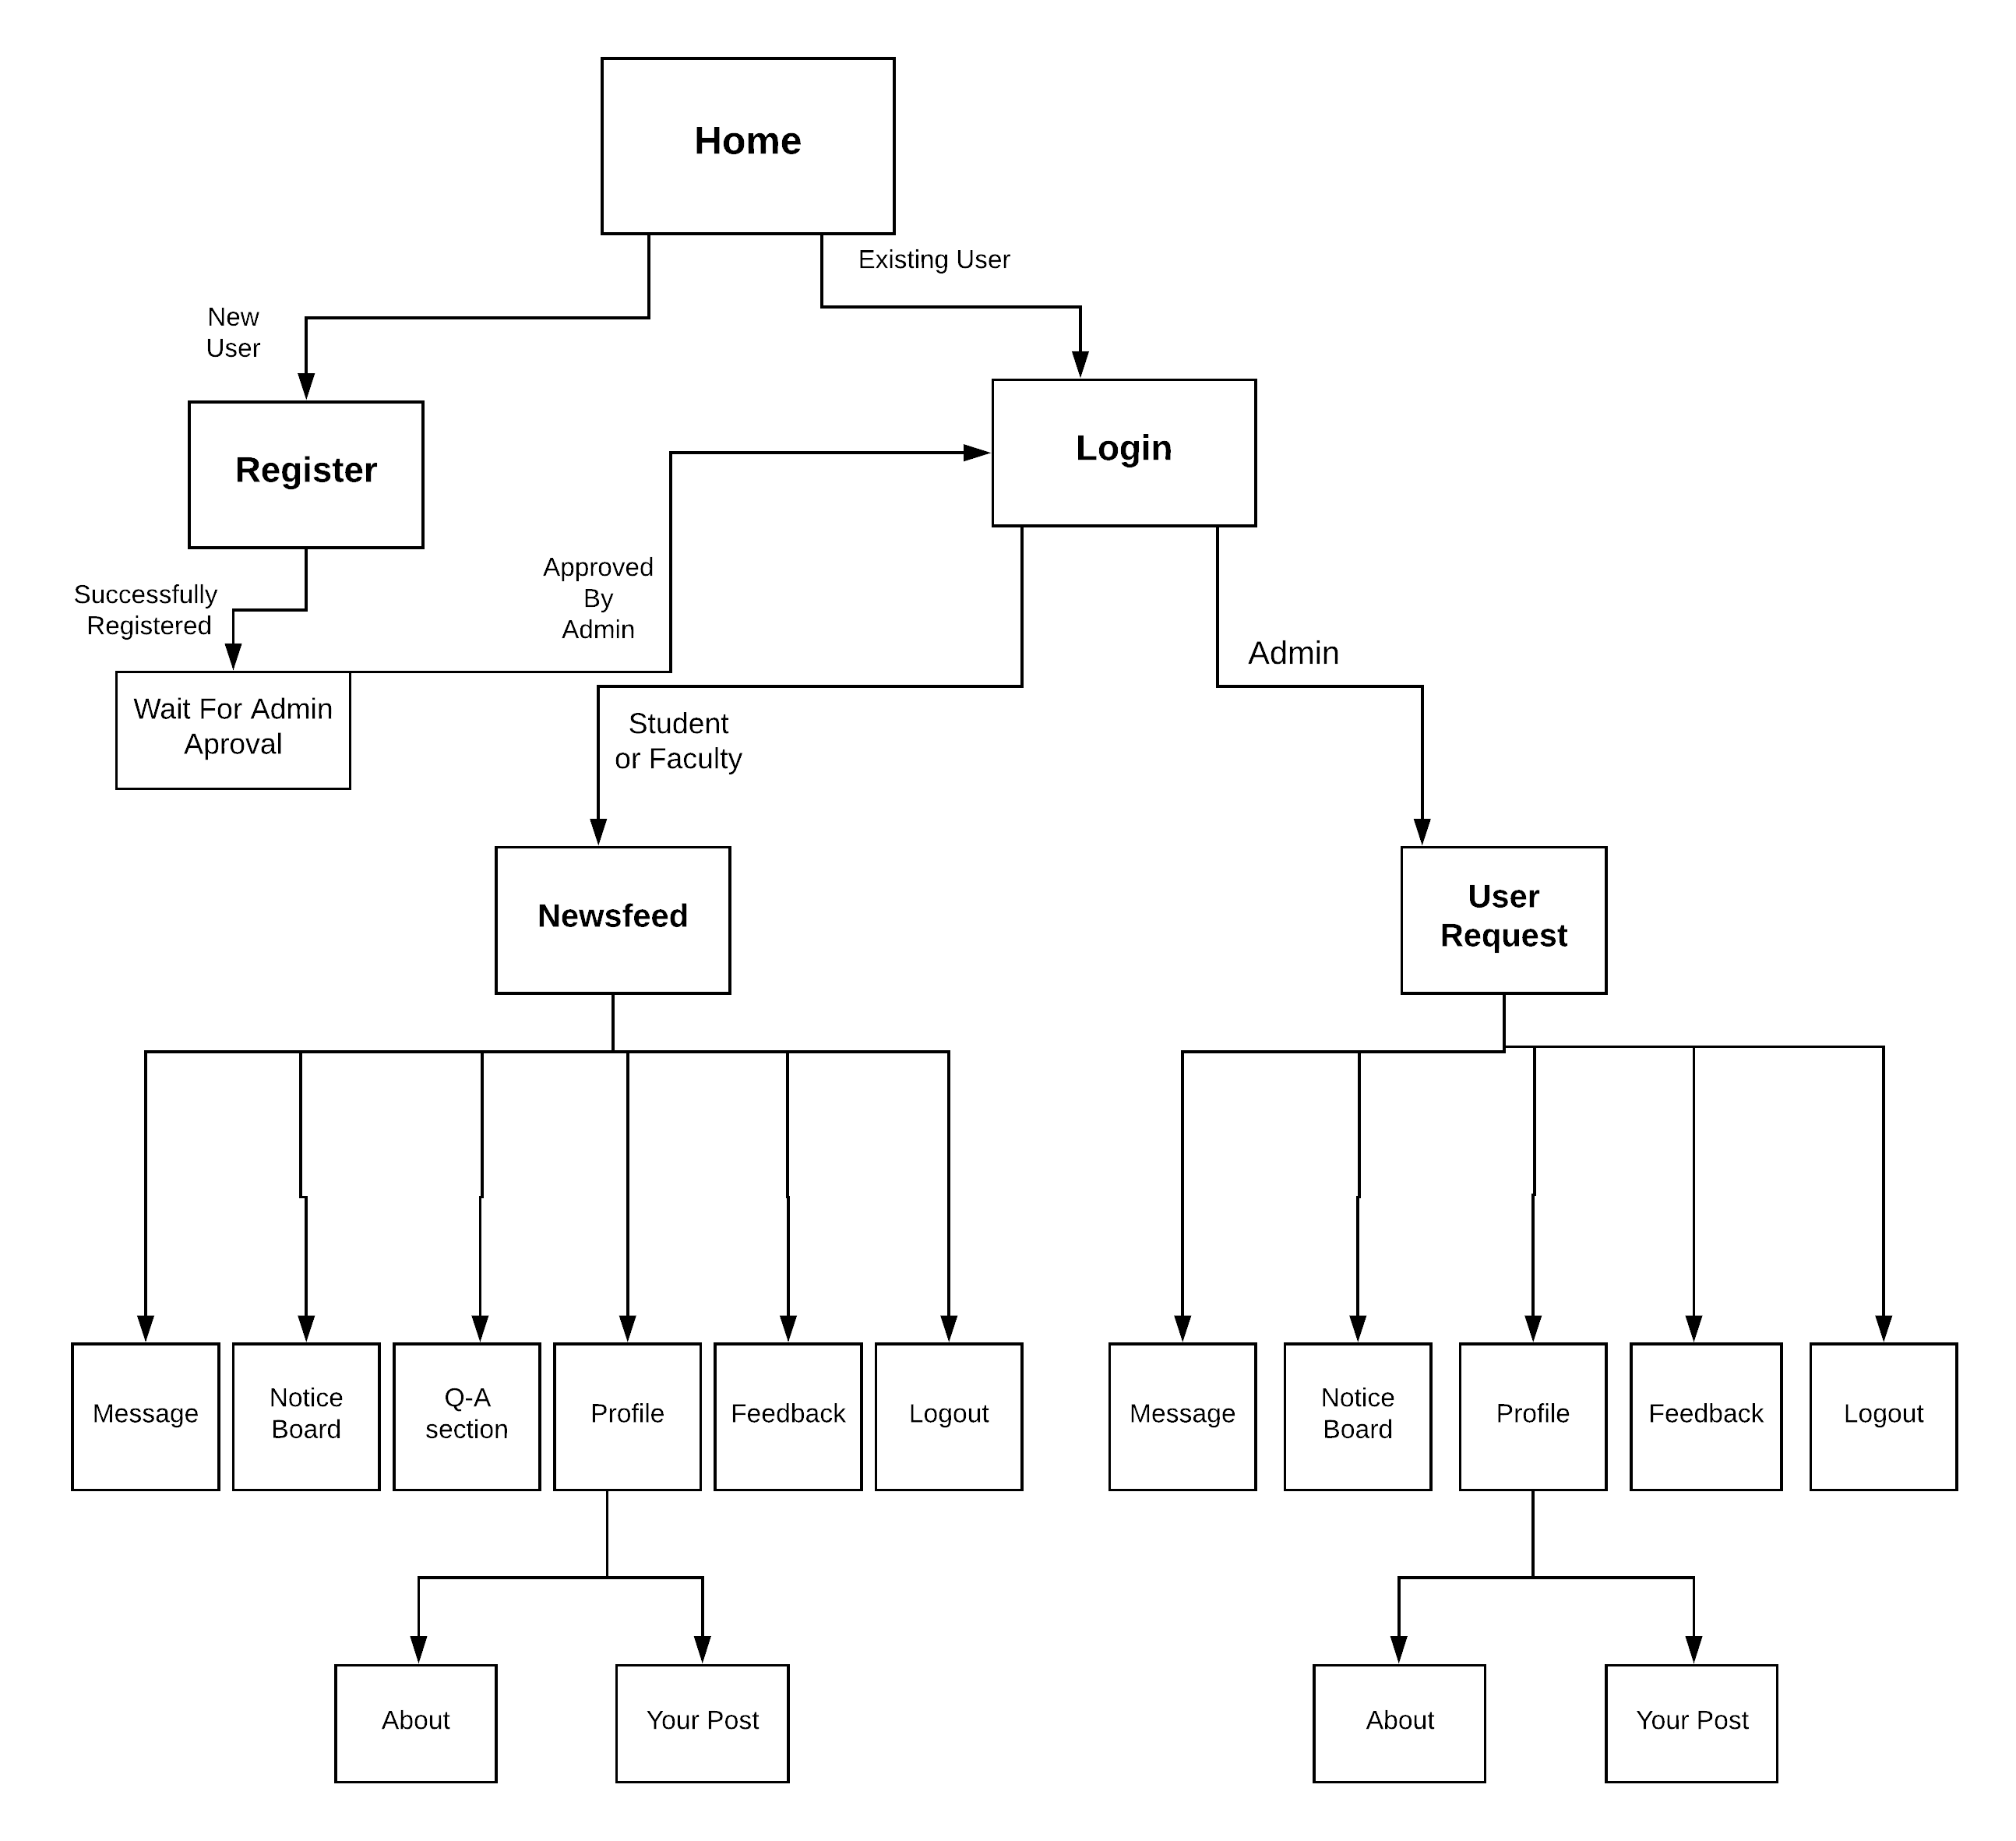 Home
Existing User
New
User
Register
Login
Successfully
Registered
Approved
By
Admin
Admin
Wait For Admin
Aproval
Student
or Faculty
Newsfeed
User
Request
Message
Notice
Board
Q-A
section
Profile
Feedback
Logout
Message
Notice
Board
Profile
Feedback
Logout
About
Your Post
About
Your Post